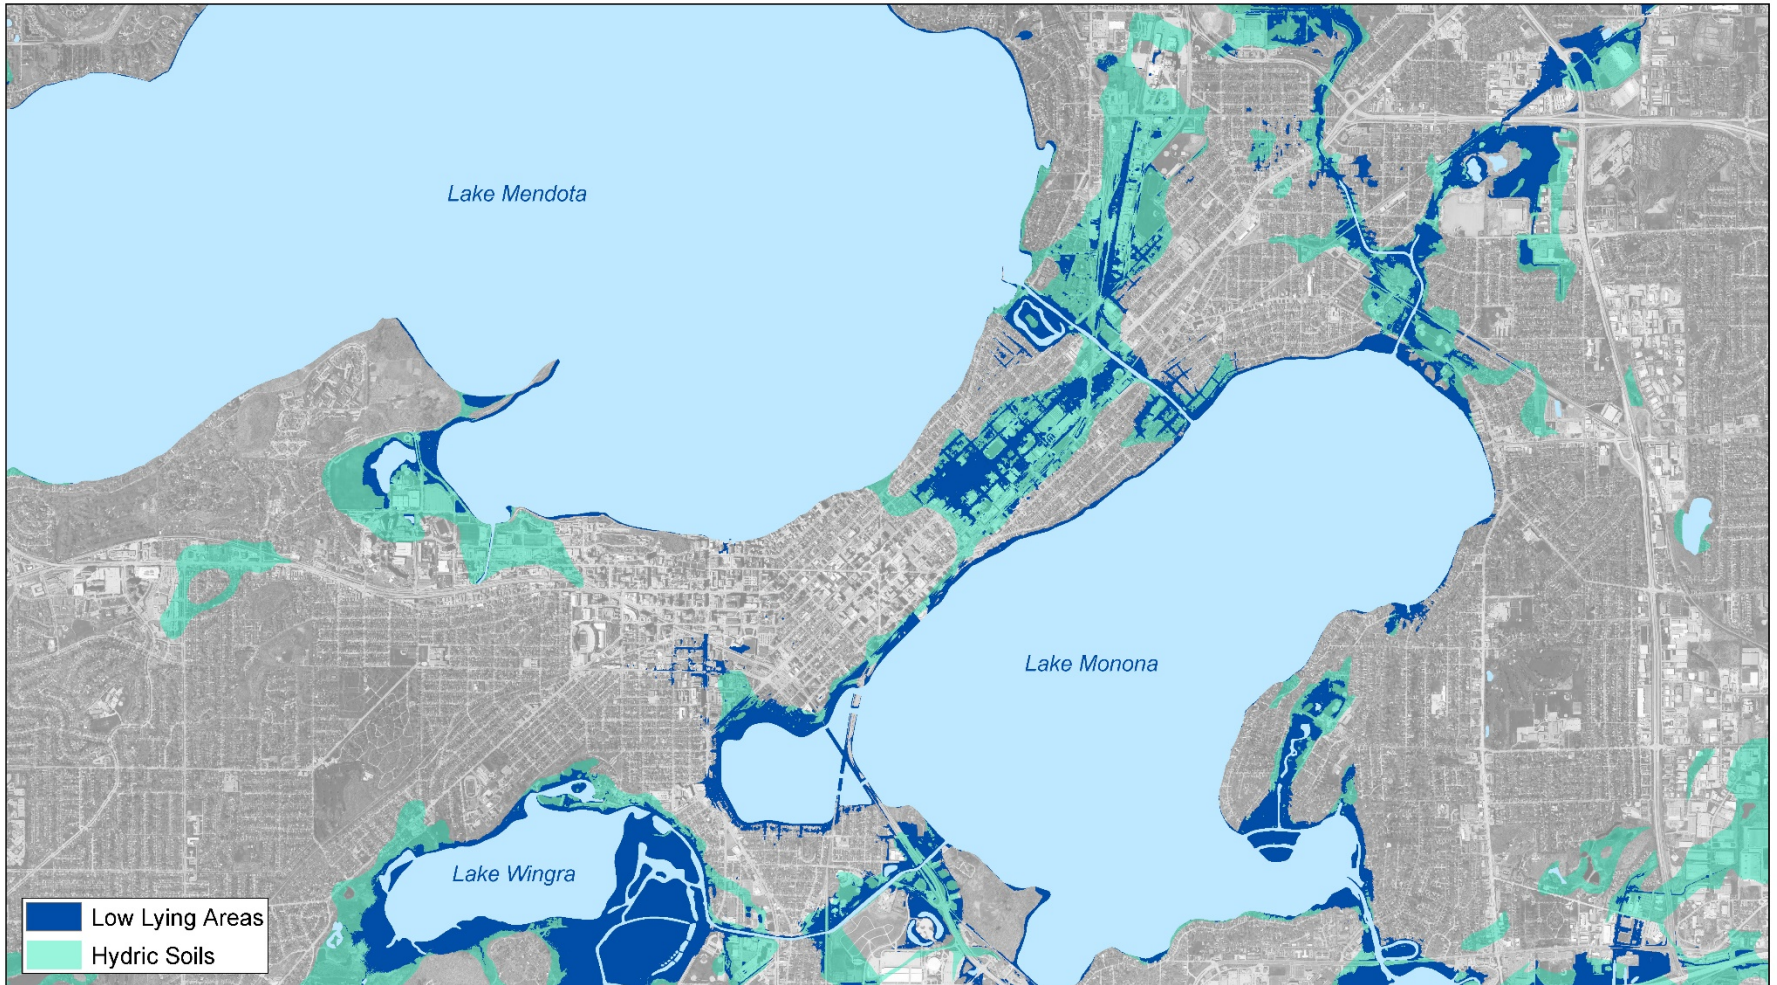 Lake Mendota
Lake Monona
Lake Wingra
Low Lying Areas
Hydric Soils